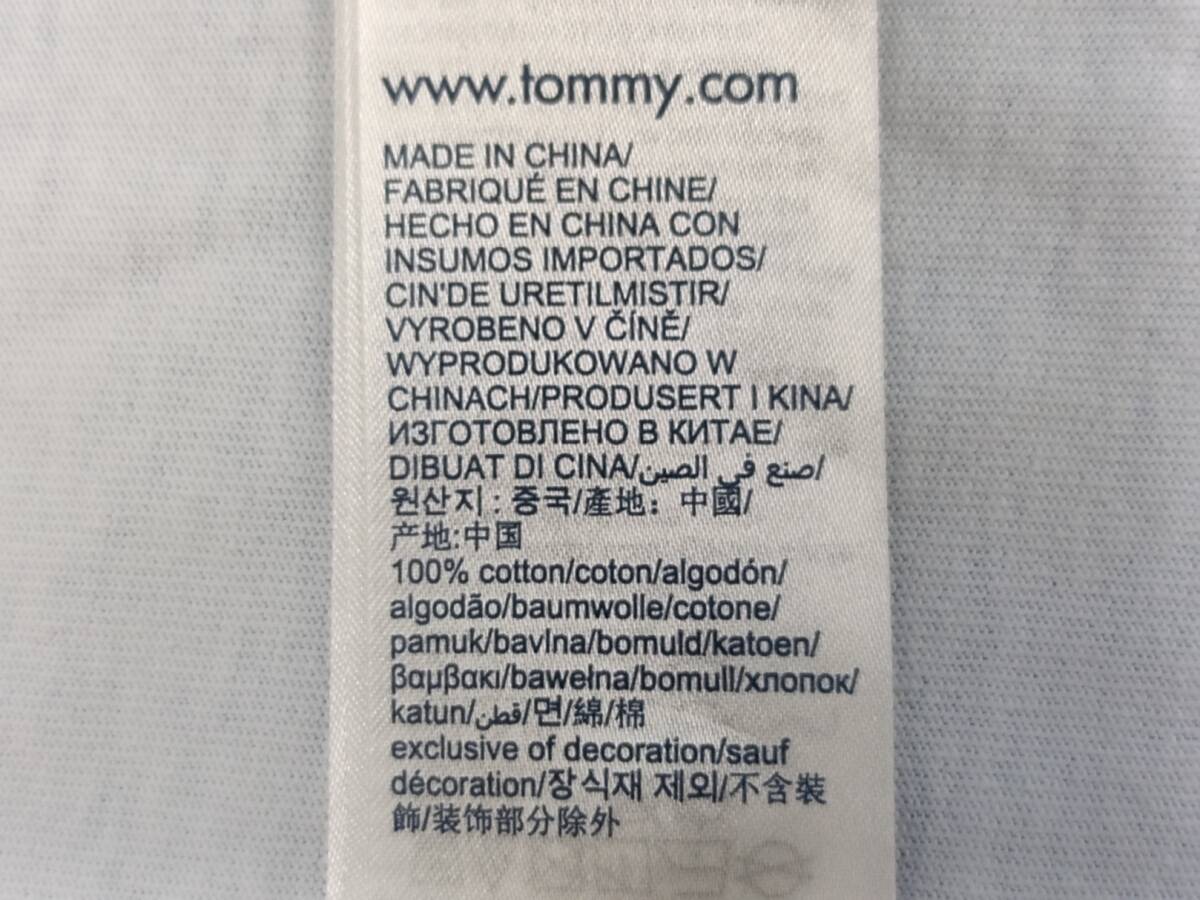 www.tommy.com
MADE IN CHINA/
FABRIQUÉ EN CHINE/
HECHO EN CHINA CON
INSUMOS IMPORTADOS/
CIN'DE URETILMISTIR/
VYROBENO V ČÍNĚ/
WYPRODUKOWANO W
CHINACH/PRODUSERT I KINA/
ИЗГОТОВЛЕНО В КИТАЕ/
DIBUAT DI CINA/صنع في الصين/
원산지 : 중국/產地： 中國/
产地:中国
100% cotton/coton/algodón/
algodão/baumwolle/cotone/
pamuk/bavlna/bomuld/katoen/
βαμβακι/bawełna/bomull/хлопок/
katun/قطن/면/綿/棉
exclusive of decoration/sauf
décoration/장식재 제외/不含裝
飾/装饰部分除外